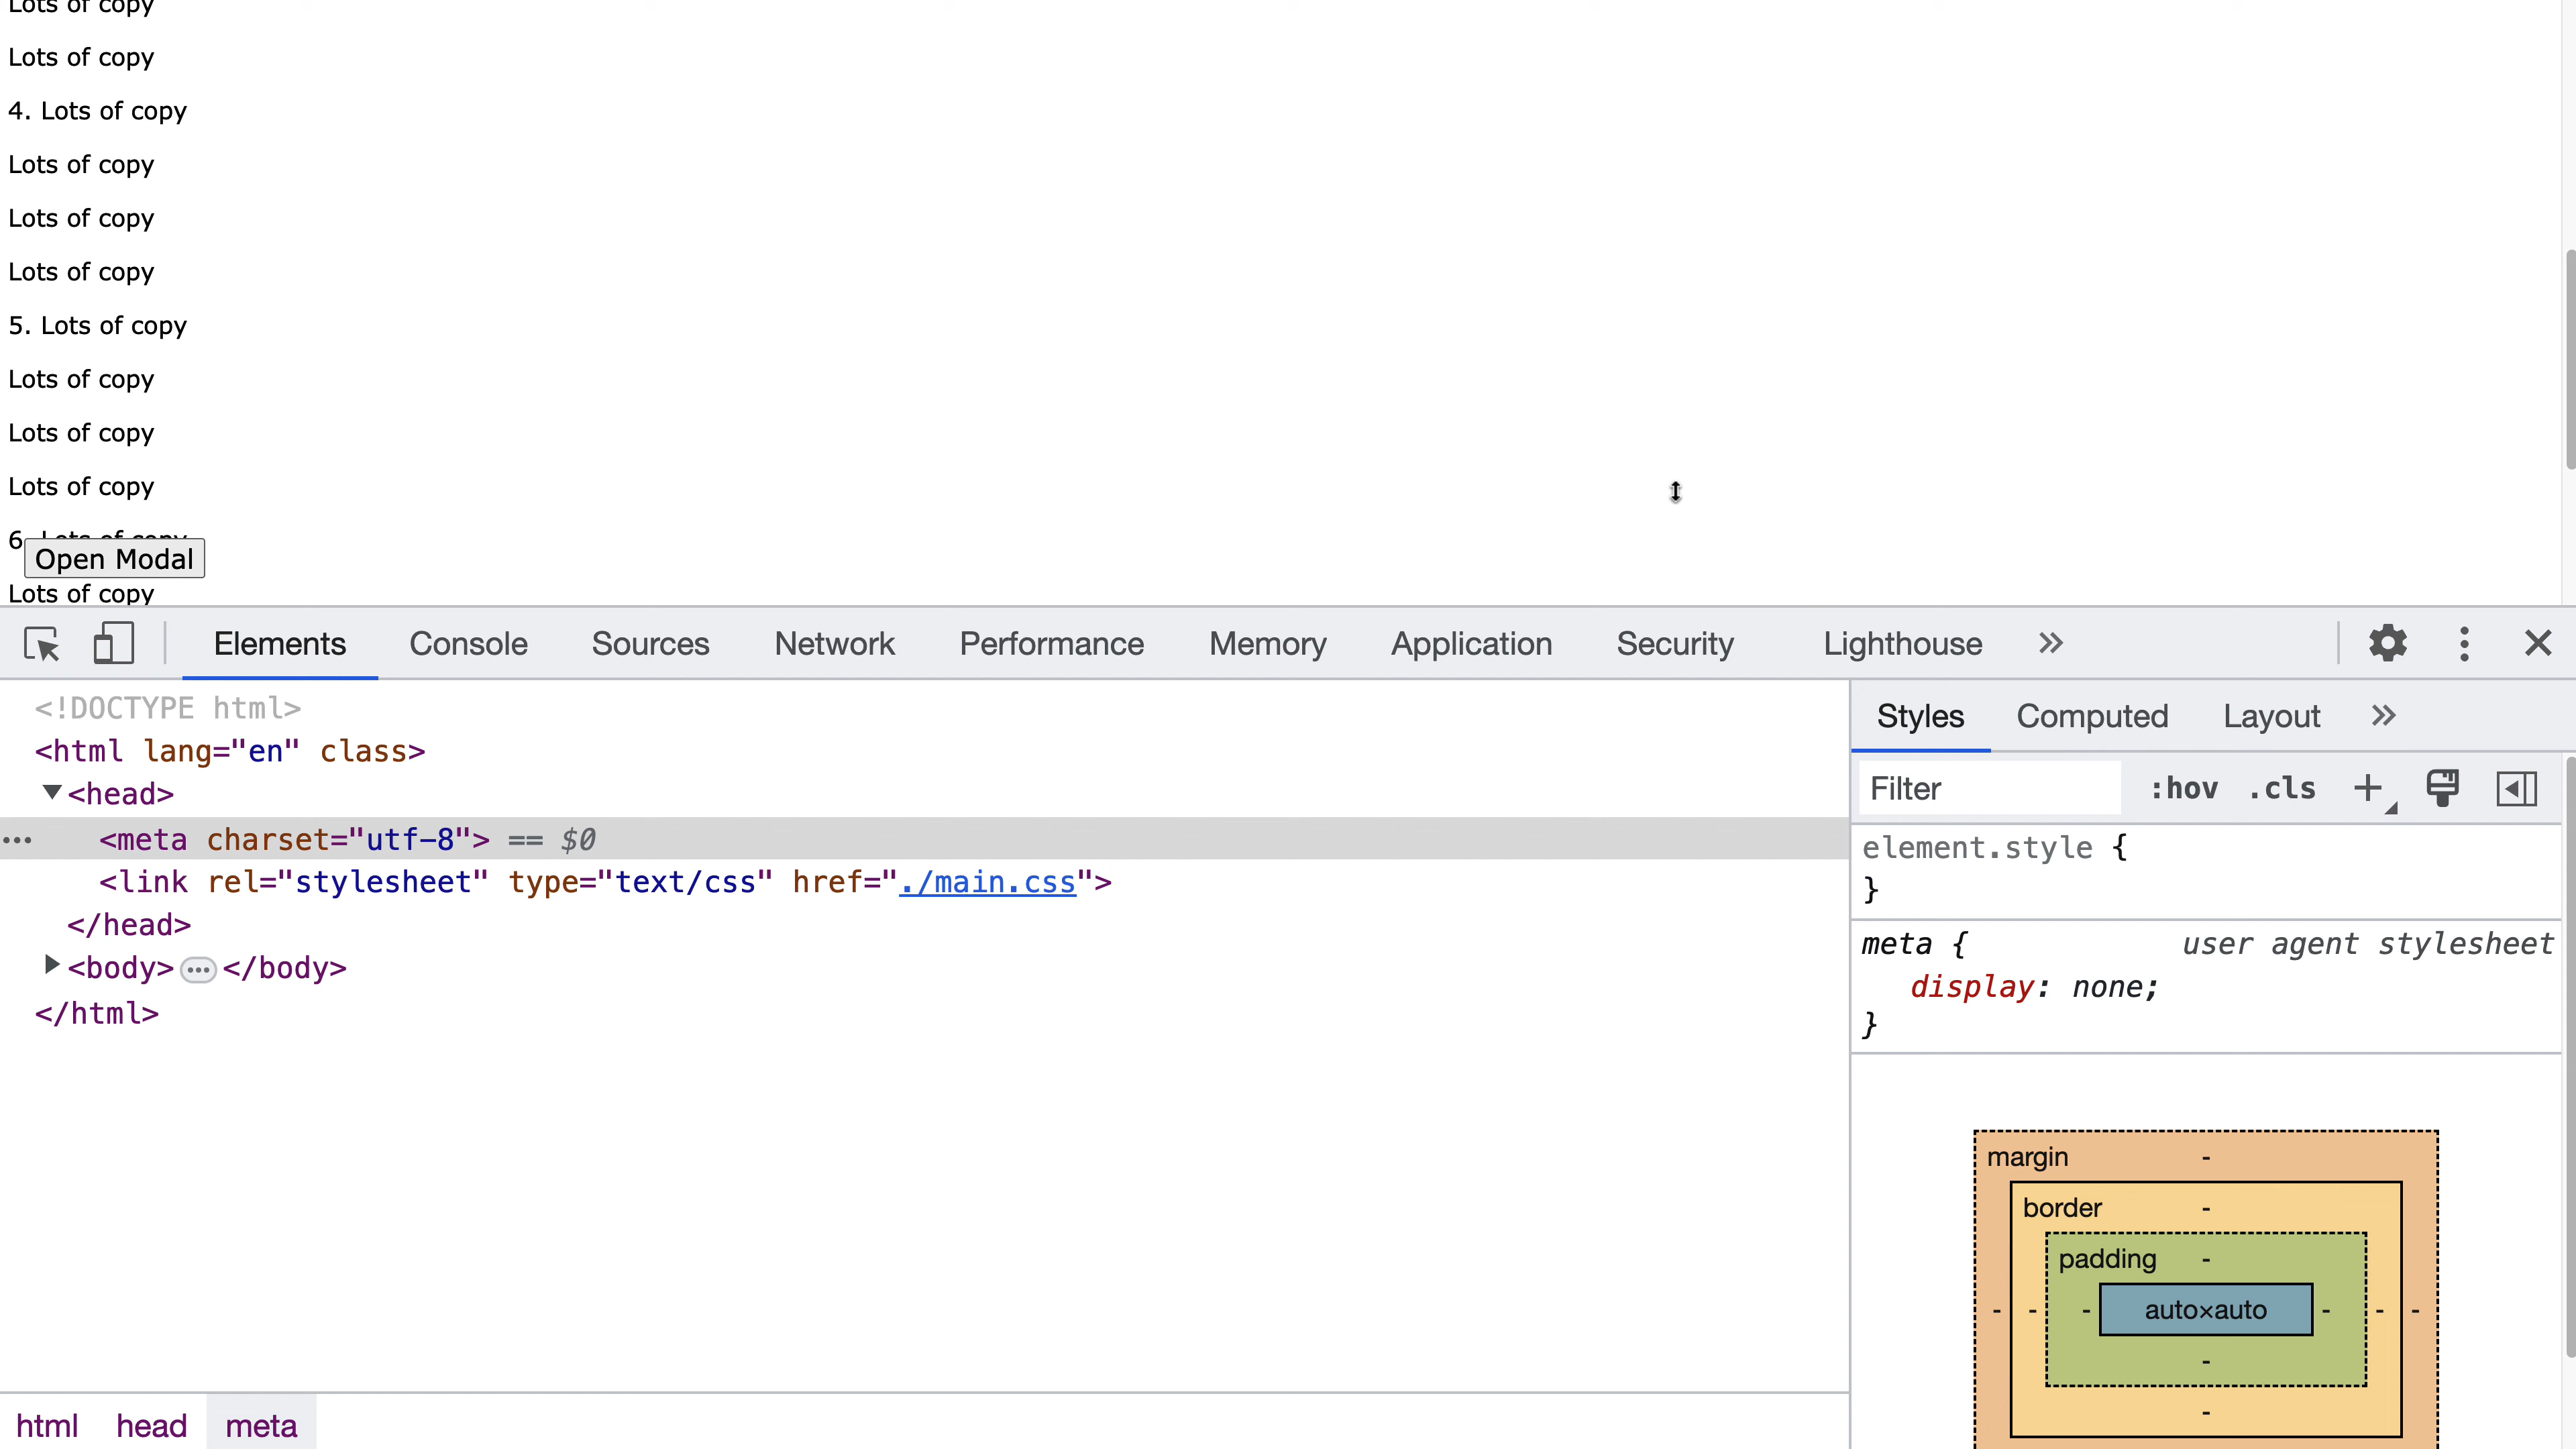 Lots of copy
Lots of copy
4. Lots of copy
Lots of copy
Lots of copy
Lots of copy
5. Lots of copy
Lots of copy
Lots of copy
Lots of copy
6. Lots of copy
Open Modal
Lots of copy
Elements Console Sources Network Performance Memory Application Security Lighthouse
<!DOCTYPE html>
<html lang="en" class>
<head>
<meta charset="utf-8"> == $0
<link rel="stylesheet" type="text/css" href="./main.css">
</head>
<body>…</body>
</html>
html head meta
Styles Computed Layout
Filter :hov .cls
element.style {
}
meta { user agent stylesheet
display: none;
}
margin -
border -
padding -
- - - auto×auto - - -
-
-